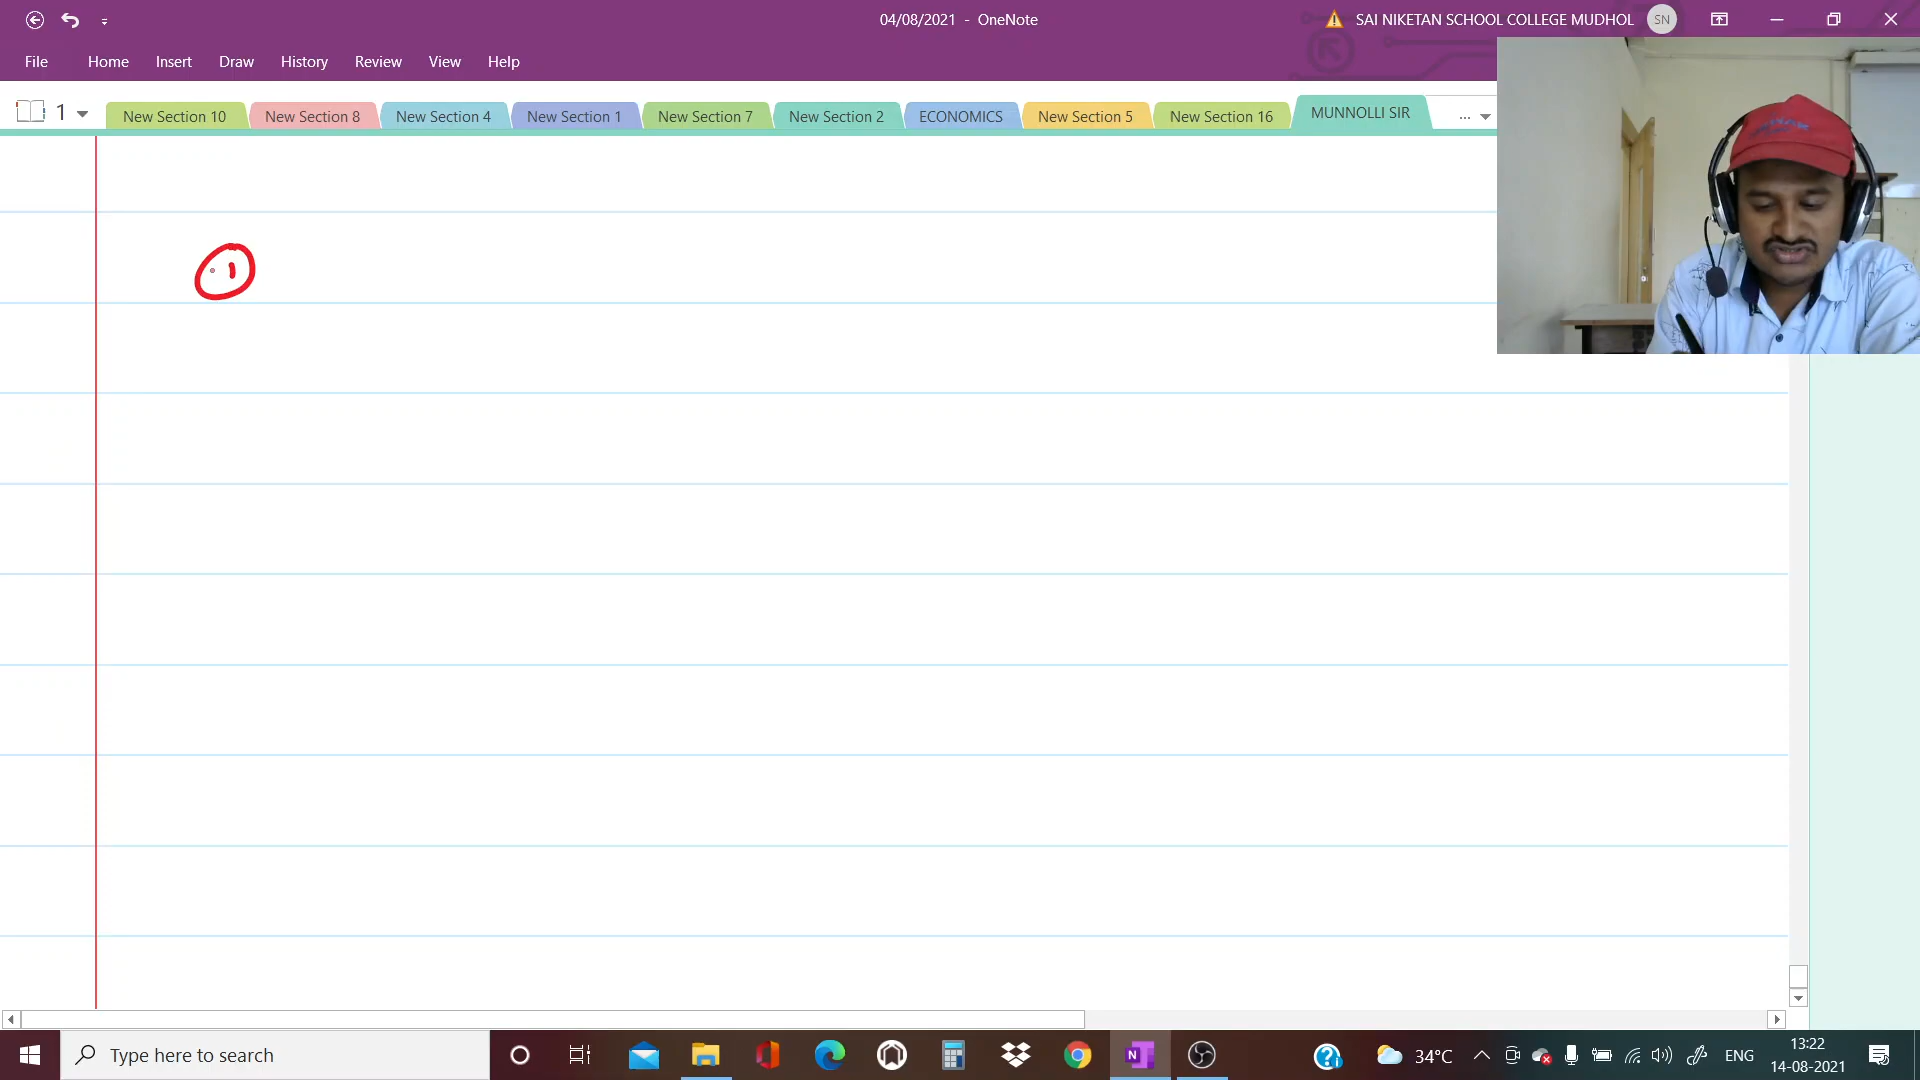 04/08/2021 - OneNote
SAI NIKETAN SCHOOL COLLEGE MUDHOL SN
File Home Insert Draw History Review View Help
1 New Section 10 New Section 8 New Section 4 New Section 1 New Section 7 New Section 2 ECONOMICS New Section 5 New Section 16 MUNNOLLI SIR ...
1
Type here to search
34°C ENG
13:22
14-08-2021